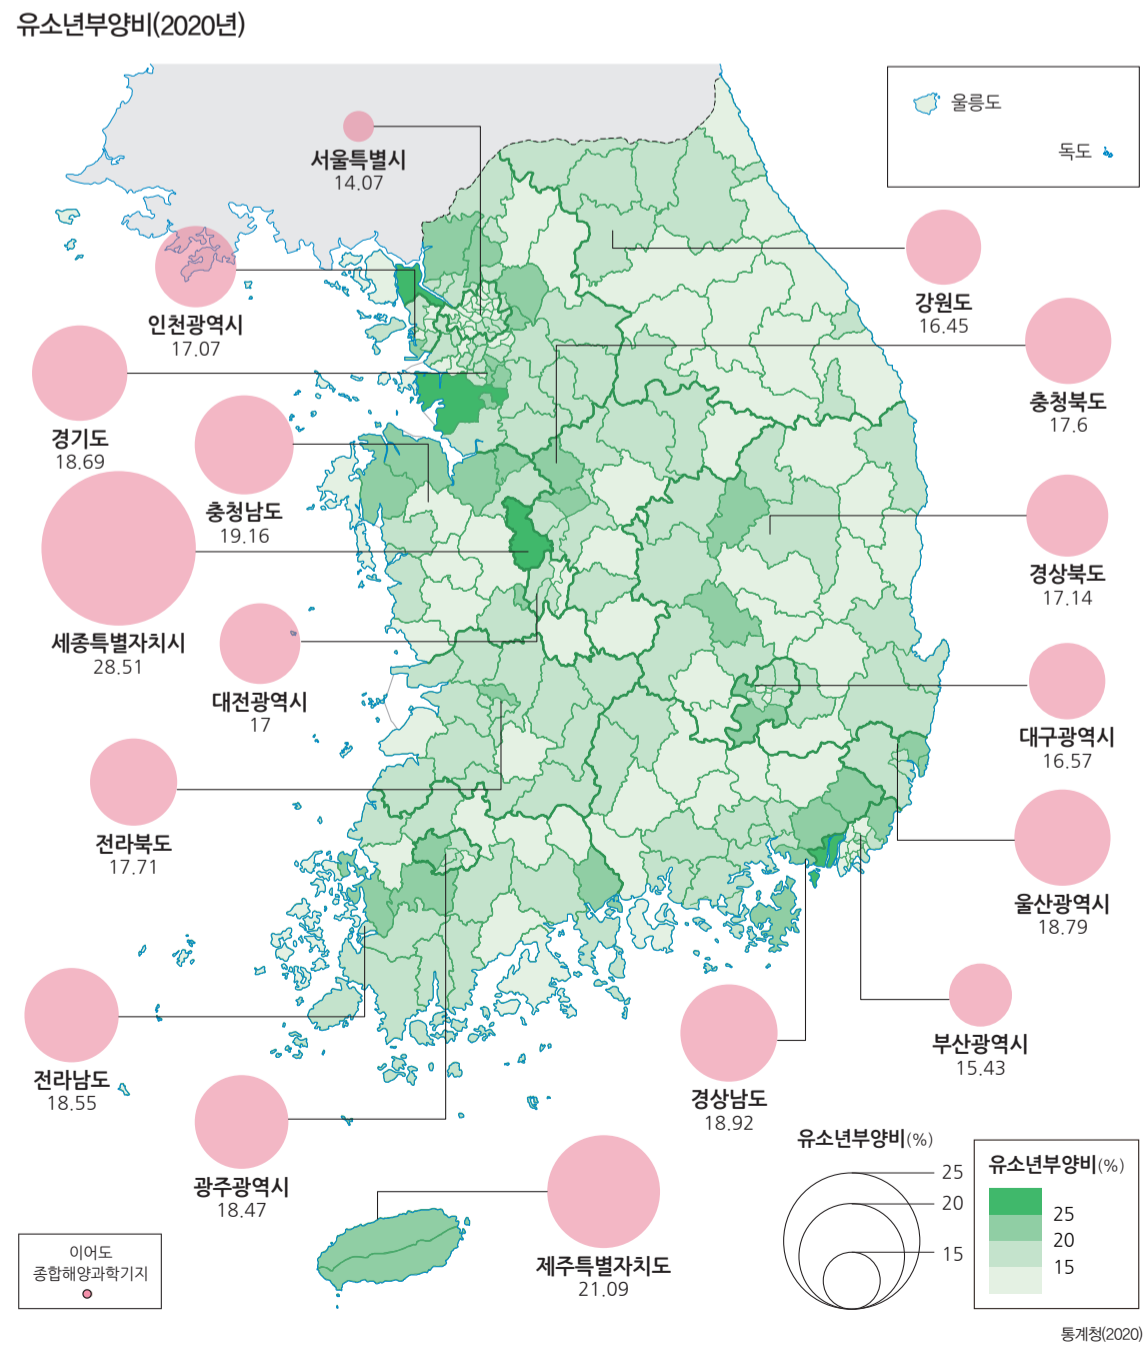 유소년부양비(2020년)
울릉도
독도
서울특별시
14.07
인천광역시
17.07
강원도
16.45
충청북도
17.6
경기도
18.69
충청남도
19.16
경상북도
17.14
세종특별자치시
28.51
대전광역시
17
대구광역시
16.57
전라북도
17.71
울산광역시
18.79
전라남도
18.55
부산광역시
15.43
경상남도
18.92
광주광역시
18.47
제주특별자치도
21.09
이어도
종합해양과학기지
유소년부양비(%)
25
20
15
유소년부양비(%)
25
20
15
통계청(2020)